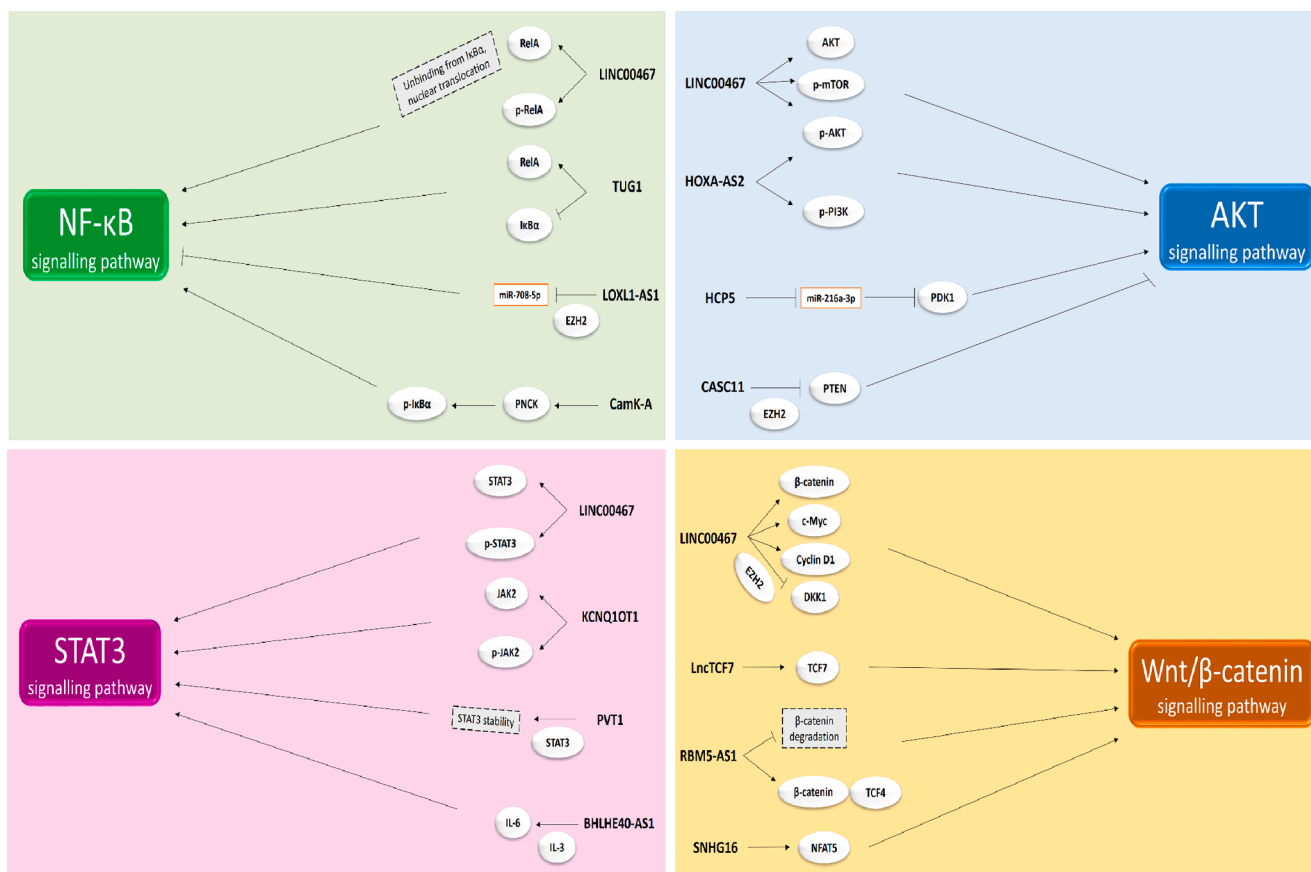 RelA
Unbinding from IκBα,
nuclear translocation
LINC00467
p-RelA
RelA
TUG1
IκBα
NF-κB
signalling pathway
miR-708-5p
LOXL1-AS1
EZH2
p-IκBα
PNCK
CamK-A
AKT
LINC00467
p-mTOR
p-AKT
HOXA-AS2
p-PI3K
AKT
signalling pathway
HCP5
miR-216a-3p
PDK1
CASC11
PTEN
EZH2
STAT3
LINC00467
p-STAT3
JAK2
KCNQ1OT1
p-JAK2
STAT3
signalling pathway
STAT3 stability
PVT1
STAT3
IL-6
BHLHE40-AS1
IL-3
β-catenin
c-Myc
LINC00467
Cyclin D1
EZH2
DKK1
LncTCF7
TCF7
Wnt/β-catenin
signalling pathway
β-catenin
degradation
RBM5-AS1
β-catenin
TCF4
SNHG16
NFAT5